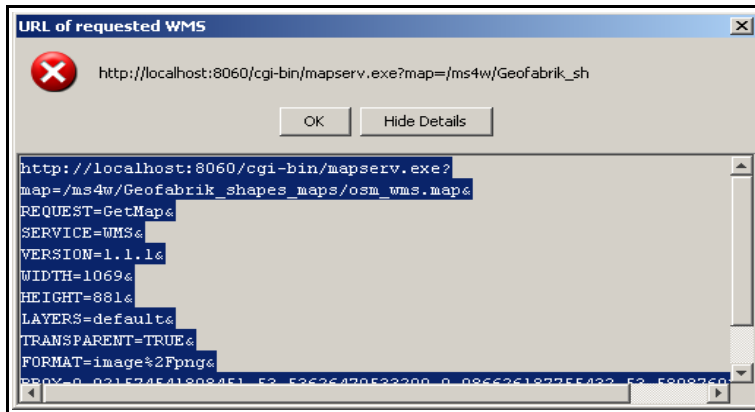 URL of requested WMS
http://localhost:8060/cgi-bin/mapserv.exe?map=/ms4w/Geofabrik_sh
OK Hide Details
http://localhost:8060/cgi-bin/mapserv.exe?
map=/ms4w/Geofabrik_shapes_maps/osm_wms.map&
REQUEST=GetMap&
SERVICE=WMS&
VERSION=1.1.1&
WIDTH=1069&
HEIGHT=881&
LAYERS=default&
TRANSPARENT=TRUE&
FORMAT=image%2Fpng&